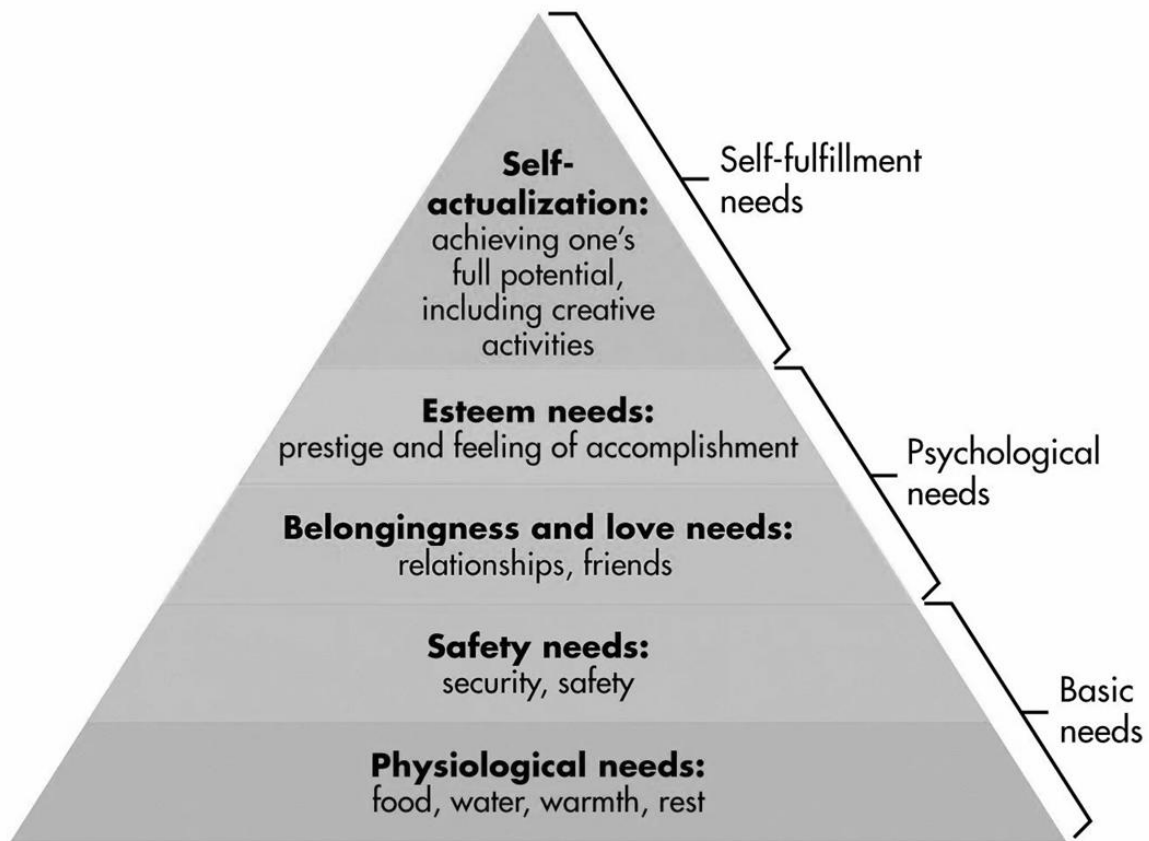 Self-
actualization:
achieving one's
full potential,
including creative
activities
Self-fulfillment
needs
Esteem needs:
prestige and feeling of accomplishment
Psychological
needs
Belongingness and love needs:
relationships, friends
Safety needs:
security, safety
Basic
needs
Physiological needs:
food, water, warmth, rest